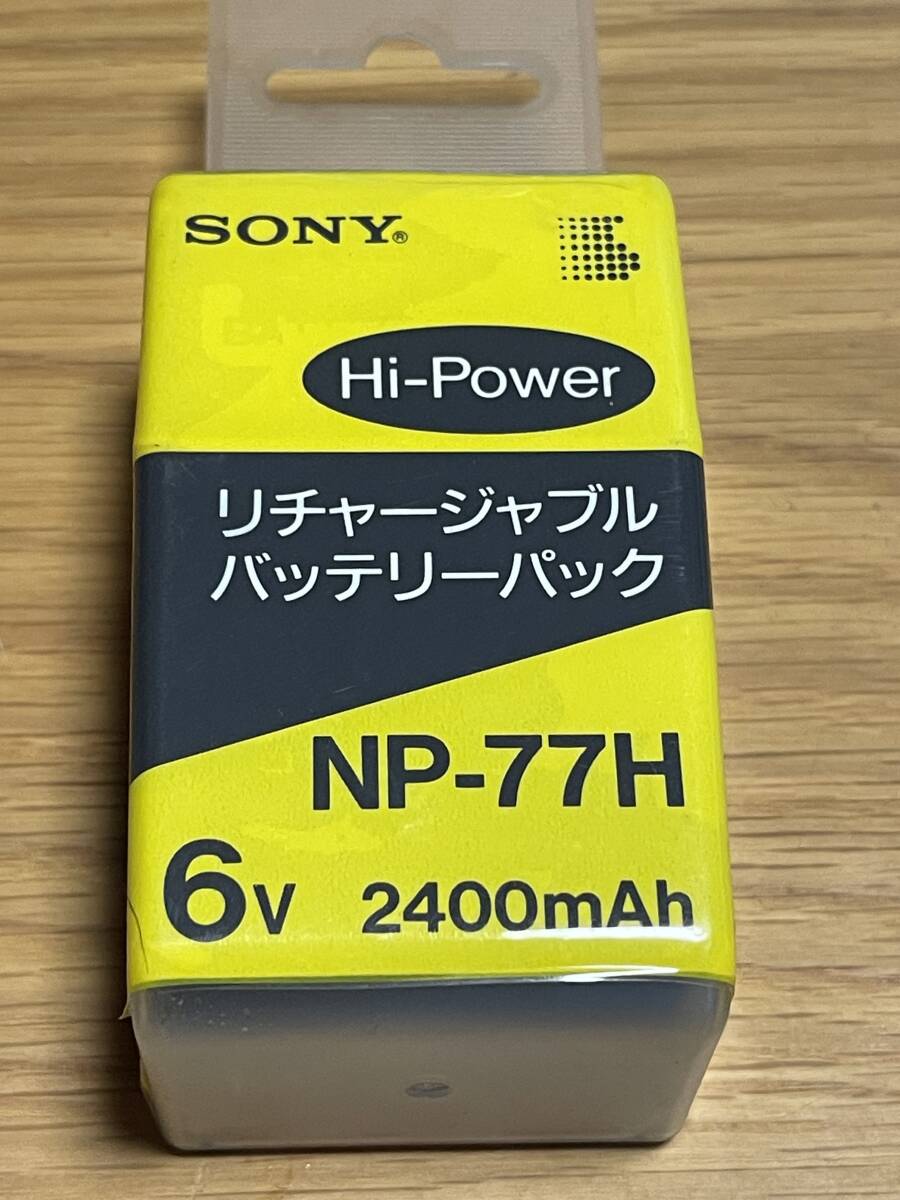 SONY®
Hi-Power
リチャージャブル
バッテリーパック
NP-77H
6V 2400mAh